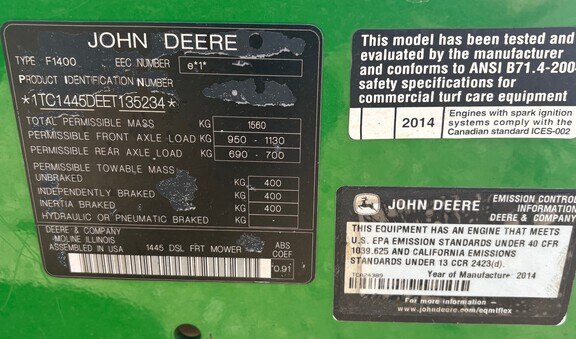 JOHN DEERE
TYPE F1400 EEC NUMBER e*1*
PRODUCT IDENTIFICATION NUMBER
*1TC1445DEET135234*
TOTAL PERMISSIBLE MASS KG 1560
PERMISSIBLE FRONT AXLE LOAD KG 950 - 1130
PERMISSIBLE REAR AXLE LOAD KG 690 - 700
PERMISSIBLE TOWABLE MASS
UNBRAKED KG 400
INDEPENDENTLY BRAKED KG 400
INERTIA BRAKED KG 400
HYDRAULIC OR PNEUMATIC BRAKED KG
DEERE & COMPANY
MOLINE ILLINOIS
ASSEMBLED IN USA 1445 DSL FRT MOWER
ABS
COEF
0.91
This model has been tested and
evaluated by the manufacturer
and conforms to ANSI B71.4-200
safety specifications for
commercial turf care equipment
2014
Engines with spark ignition
systems comply with the
Canadian standard ICES-002
JOHN DEERE
EMISSION CONTROL
INFORMATION
DEERE & COMPANY
THIS EQUIPMENT HAS AN ENGINE THAT MEETS
U.S. EPA EMISSION STANDARDS UNDER 40 CFR
1039.625 AND CALIFORNIA EMISSIONS
STANDARDS UNDER 13 CCR 2423(d).
TCA24389 Year of Manufacture 2014
For more information –
www.johndeere.com/eqmtflex